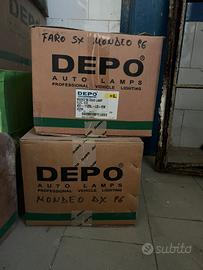 FARO SX MONDEO 96
DEPO®
AUTO LAMPS
PROFESSIONAL VEHICLE LIGHTING
DEPO®
AUTO LAMPS
PROFESSIONAL VEHICLE LIGHTING
MONDEO DX 96
subito